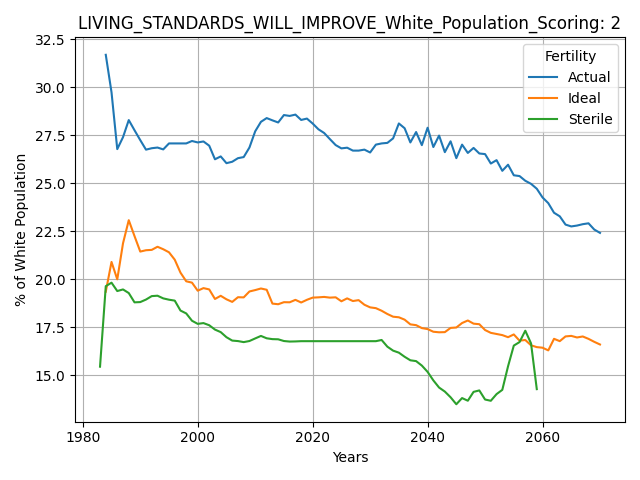 LIVING_STANDARDS_WILL_IMPROVE_White_Population_Scoring: 2
32.5
30.0
27.5
25.0
22.5
20.0
17.5
15.0
% of White Population
Fertility
Actual
Ideal
Sterile
1980
2000
2020
2040
2060
Years